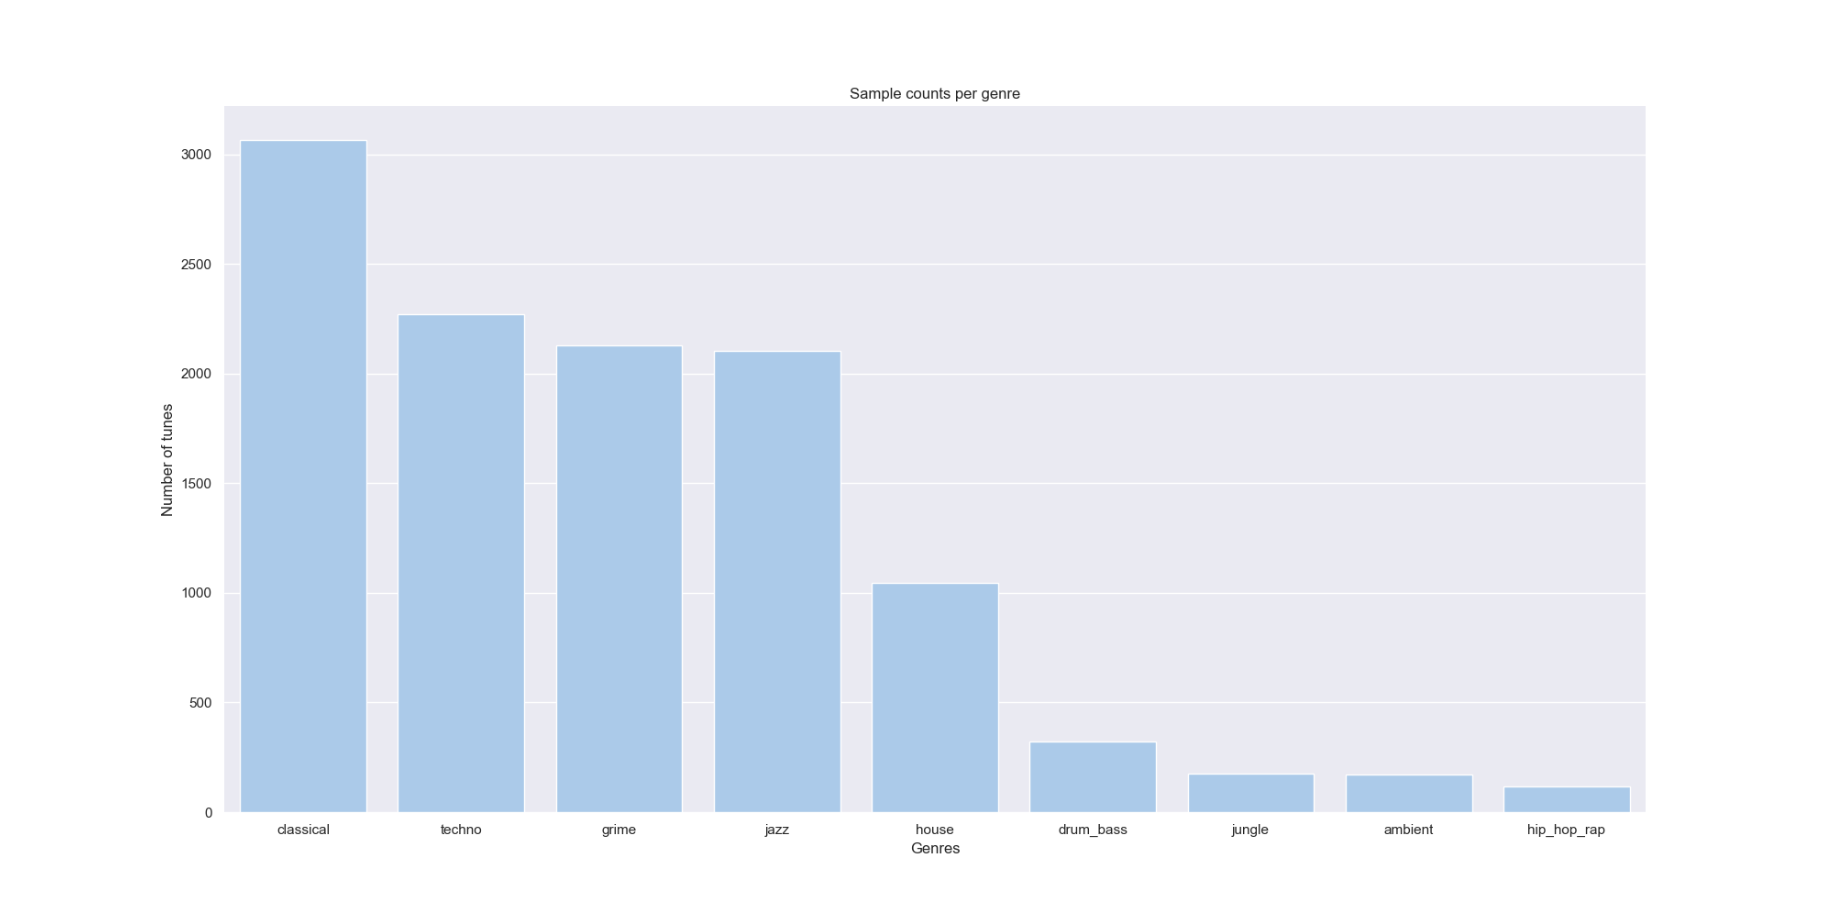 Sample counts per genre
3000
2500
2000
1500
1000
500
0
Number of tunes
classical techno grime jazz house drum_bass jungle ambient hip_hop_rap
Genres